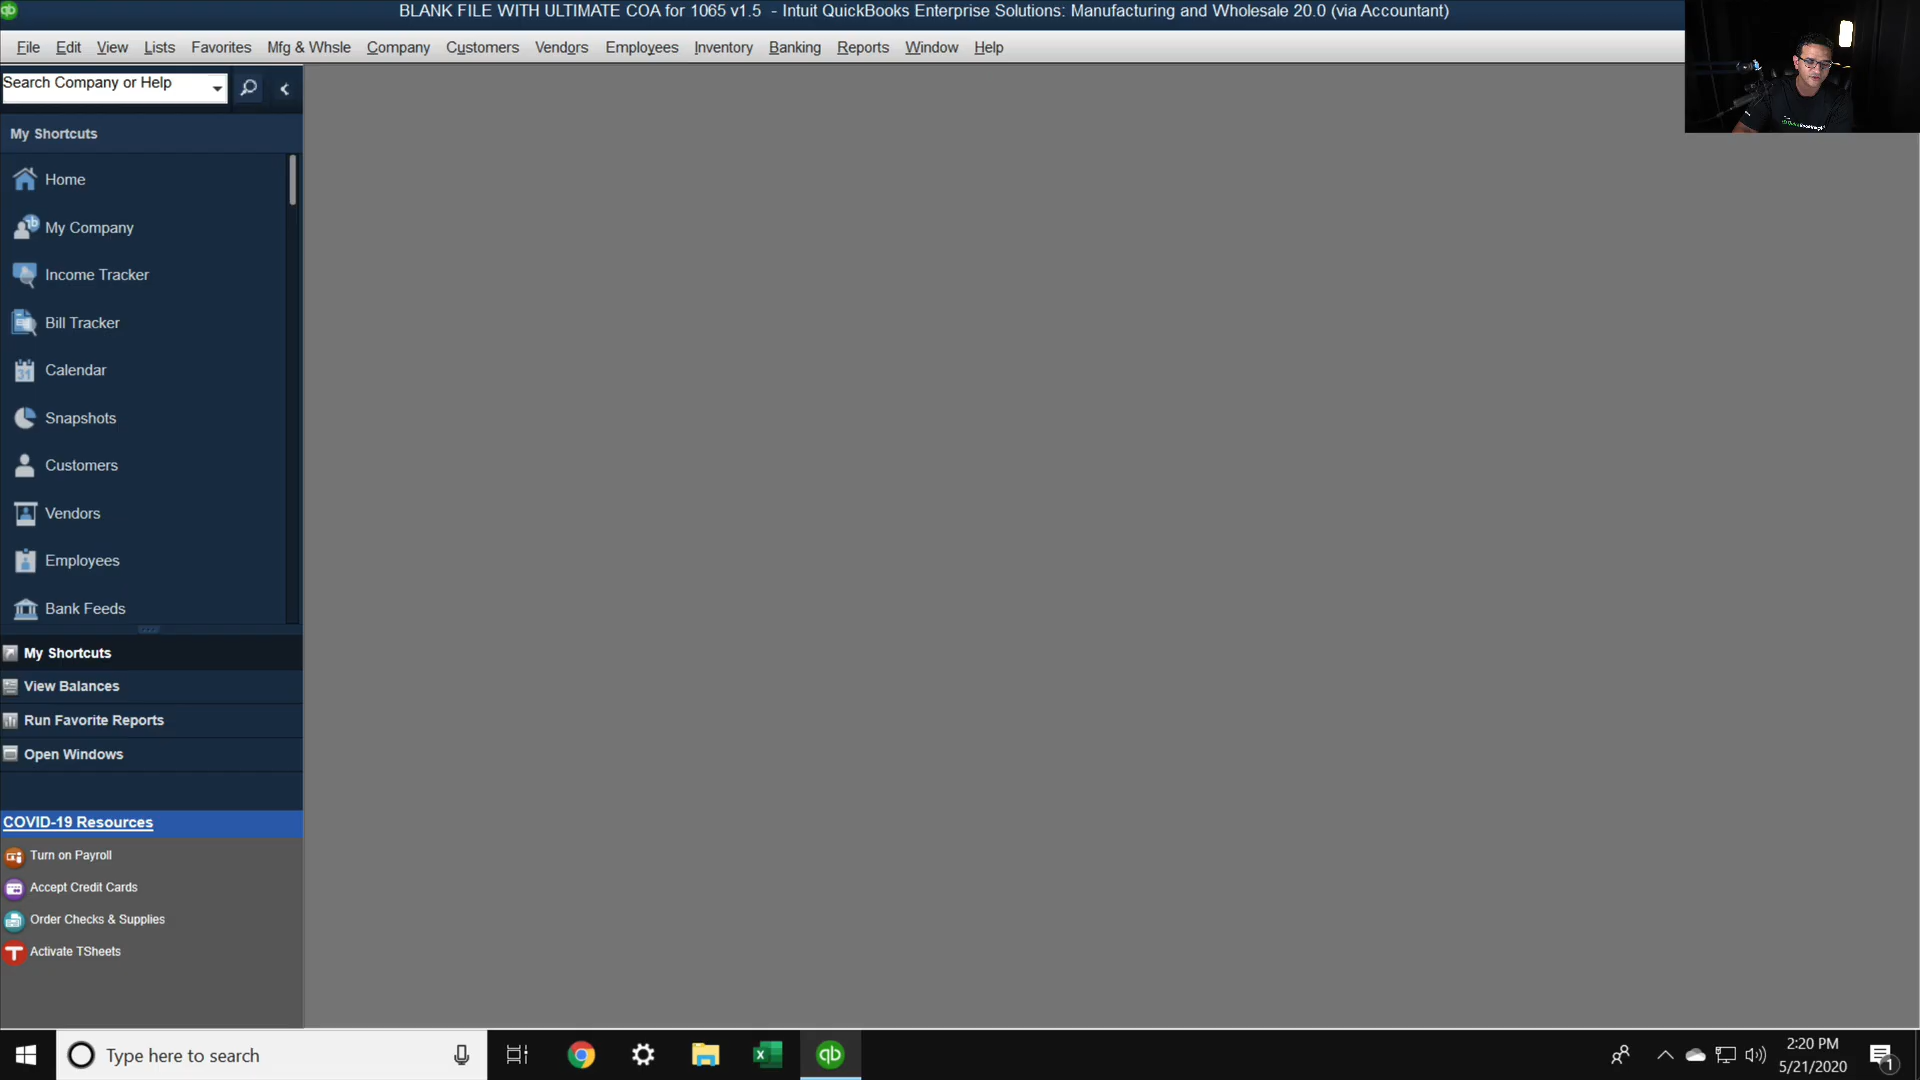 BLANK FILE WITH ULTIMATE COA for 1065 v1.5 - Intuit QuickBooks Enterprise Solutions: Manufacturing and Wholesale 20.0 (via Accountant)
File Edit View Lists Favorites Mfg & Whsle Company Customers Vendors Employees Inventory Banking Reports Window Help
Search Company or Help
My Shortcuts
Home
My Company
Income Tracker
Bill Tracker
Calendar
Snapshots
Customers
Vendors
Employees
Bank Feeds
My Shortcuts
View Balances
Run Favorite Reports
Open Windows
COVID-19 Resources
Turn on Payroll
Accept Credit Cards
Order Checks & Supplies
Activate TSheets
Type here to search
2:20 PM
5/21/2020
1